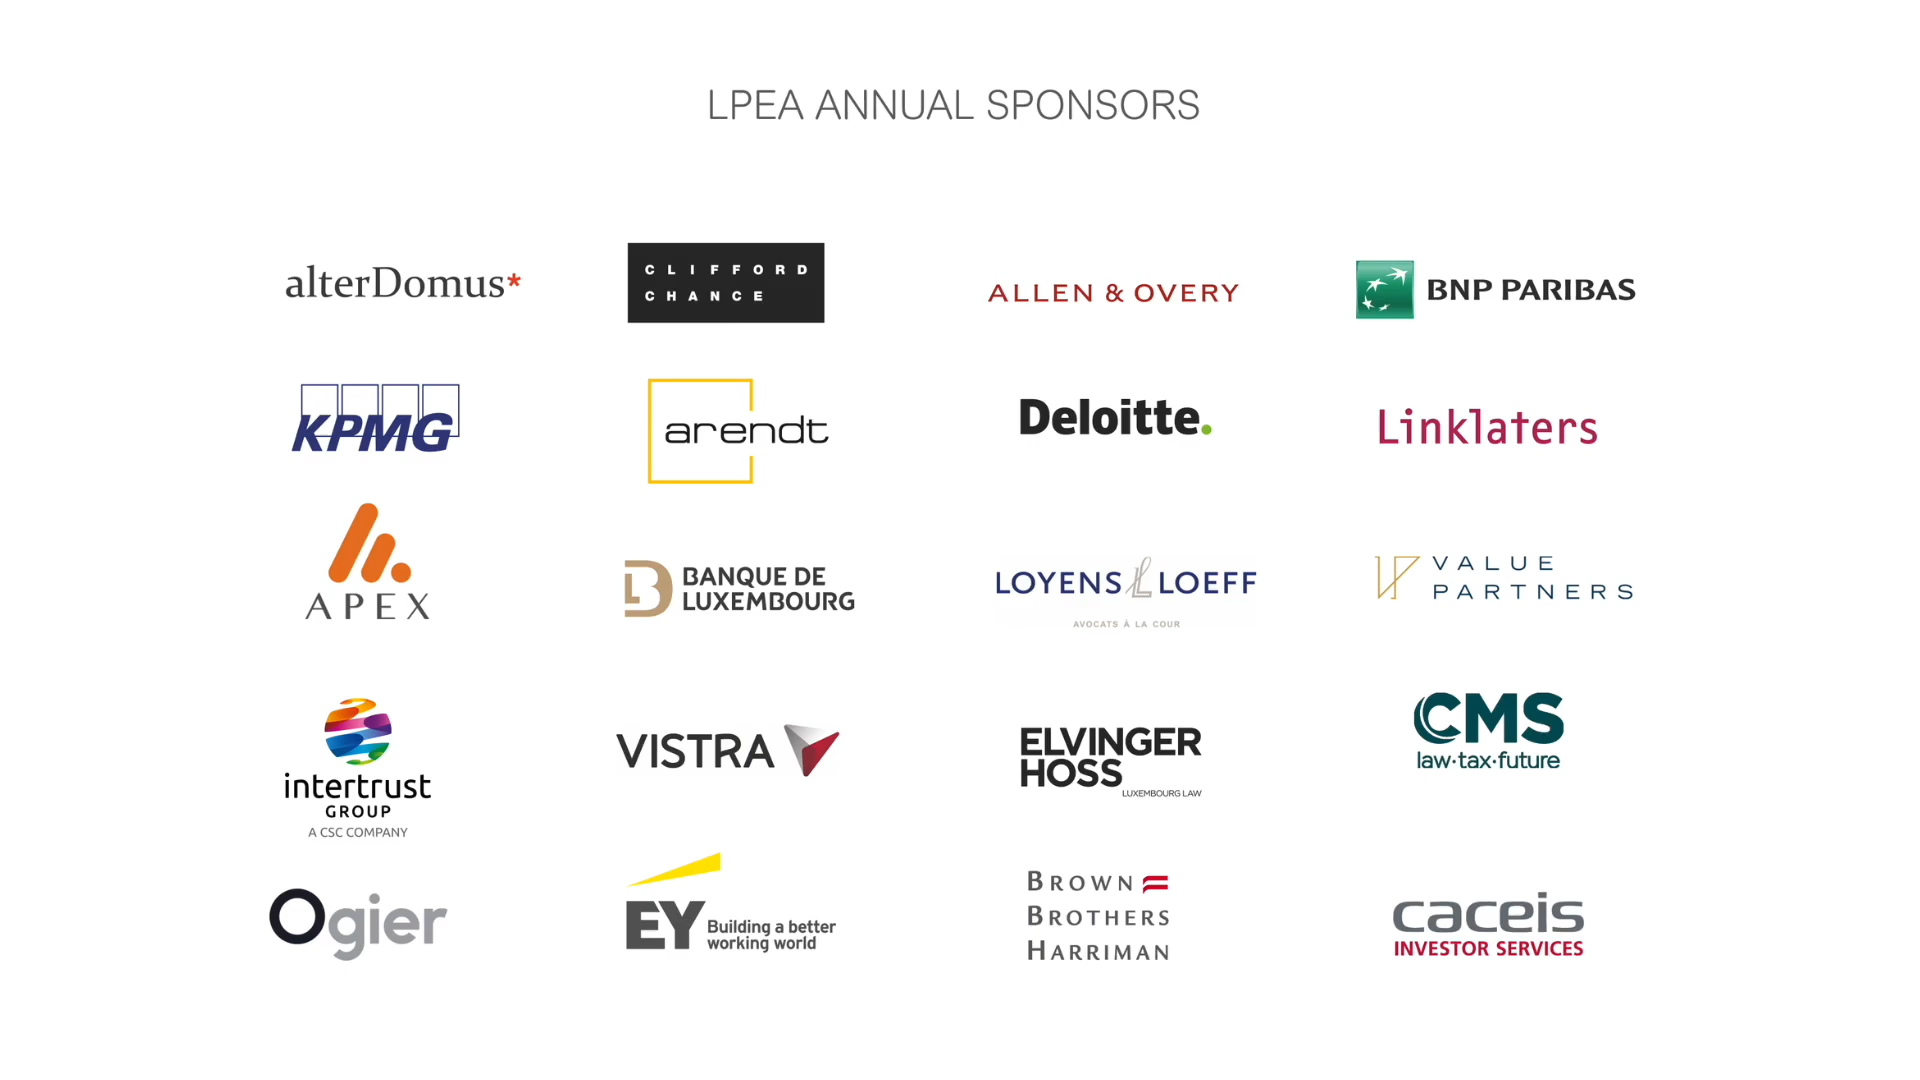 LPEA ANNUAL SPONSORS
alterDomus*
CLIFFORD
CHANCE
ALLEN & OVERY
BNP PARIBAS
KPMG
arendt
Deloitte.
Linklaters
APEX
BANQUE DE
LUXEMBOURG
LOYENS LOEFF
AVOCATS À LA COUR
VALUE
PARTNERS
intertrust
GROUP
A CSC COMPANY
VISTRA
ELVINGER
HOSS
LUXEMBOURG LAW
CMS
law·tax·future
Ogier
EY
Building a better
working world
BROWN
BROTHERS
HARRIMAN
caceis
INVESTOR SERVICES